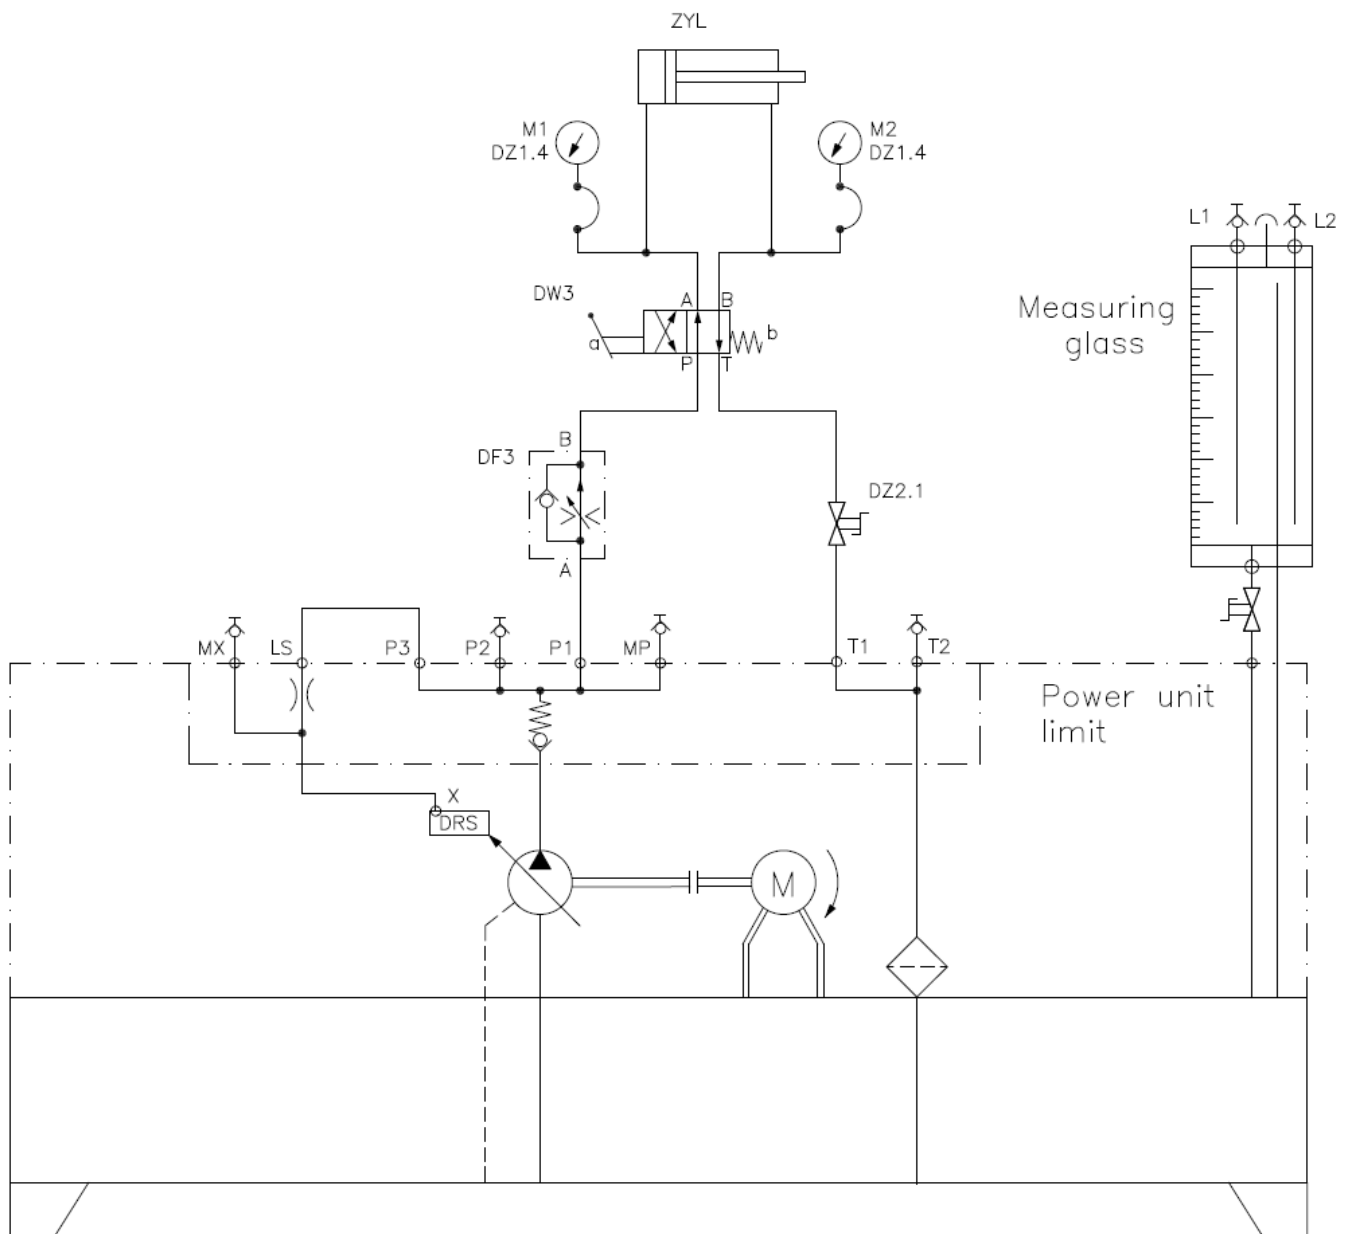 ZYL
M1
DZ1.4
M2
DZ1.4
L1
L2
DW3
A
B
a
b
P
T
Measuring
glass
B
DF3
A
DZ2.1
MX
LS
P3
P2
P1
MP
T1
T2
Power unit
limit
X
DRS
M